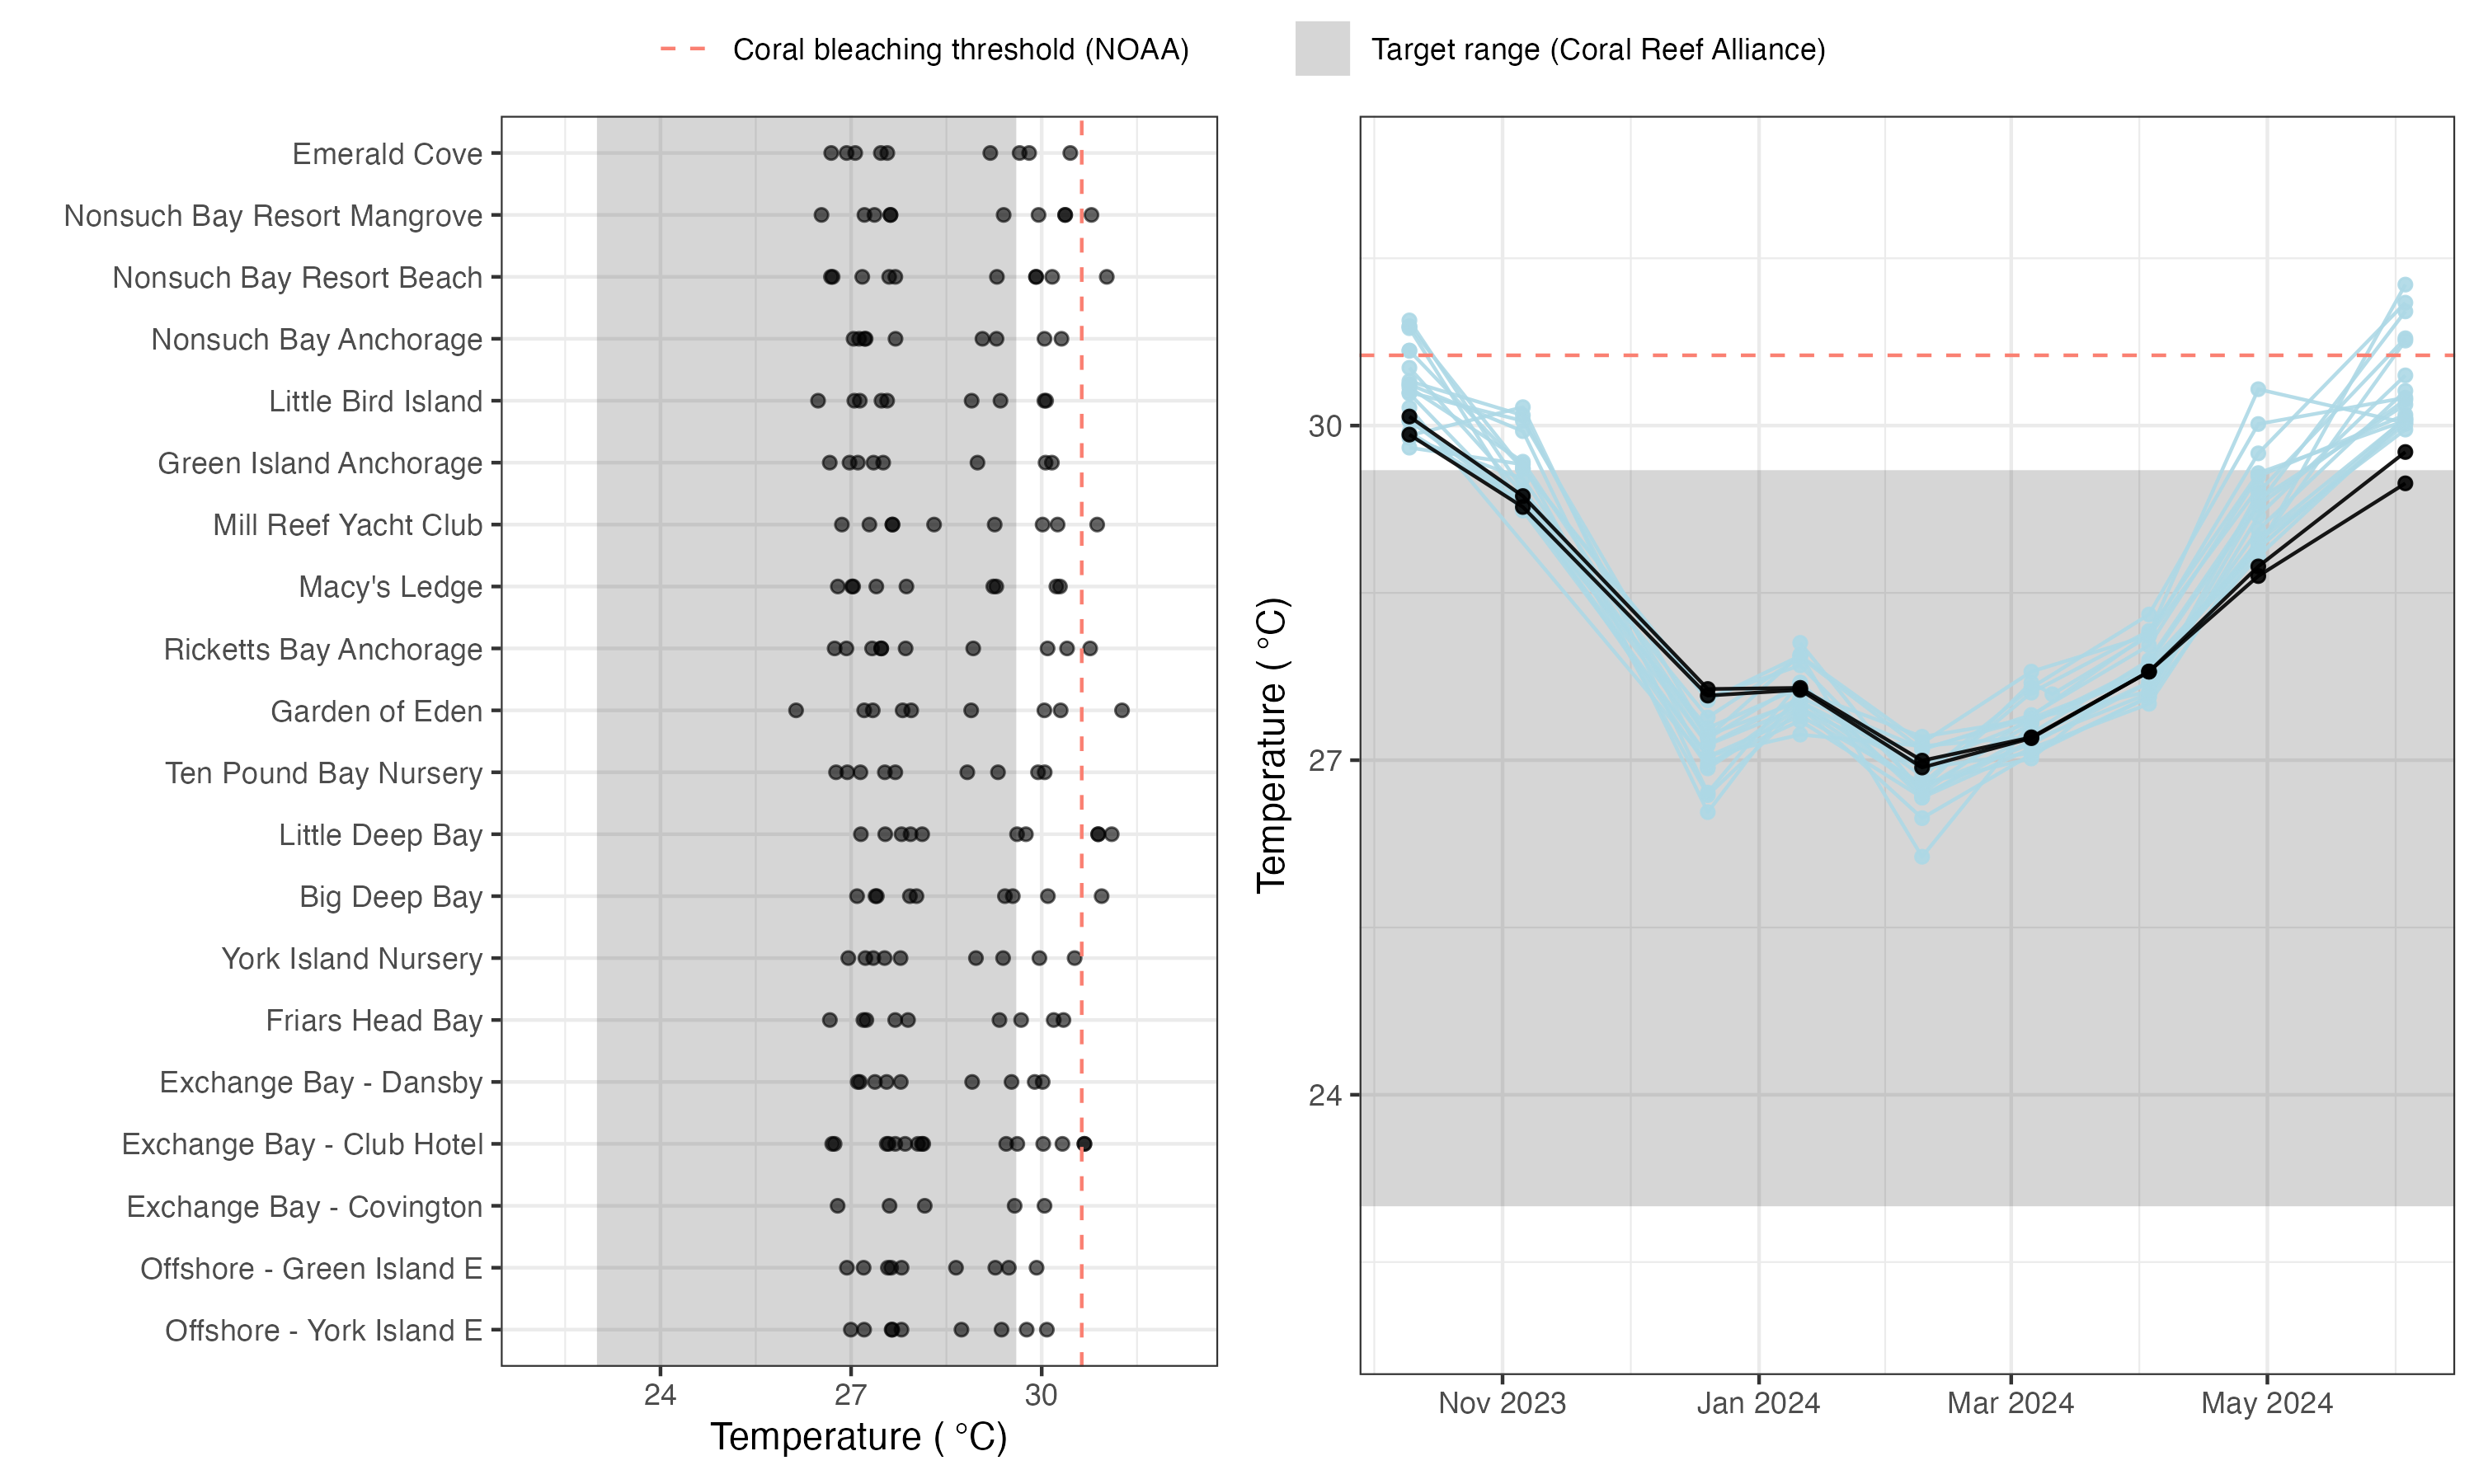 Coral bleaching threshold (NOAA)
Target range (Coral Reef Alliance)
Emerald Cove
Nonsuch Bay Resort Mangrove
Nonsuch Bay Resort Beach
Nonsuch Bay Anchorage
Little Bird Island
Green Island Anchorage
Mill Reef Yacht Club
Macy's Ledge
Ricketts Bay Anchorage
Garden of Eden
Ten Pound Bay Nursery
Little Deep Bay
Big Deep Bay
York Island Nursery
Friars Head Bay
Exchange Bay - Dansby
Exchange Bay - Club Hotel
Exchange Bay - Covington
Offshore - Green Island E
Offshore - York Island E
24 27 30
Temperature ( °C)
Temperature ( °C)
30
27
24
Nov 2023 Jan 2024 Mar 2024 May 2024